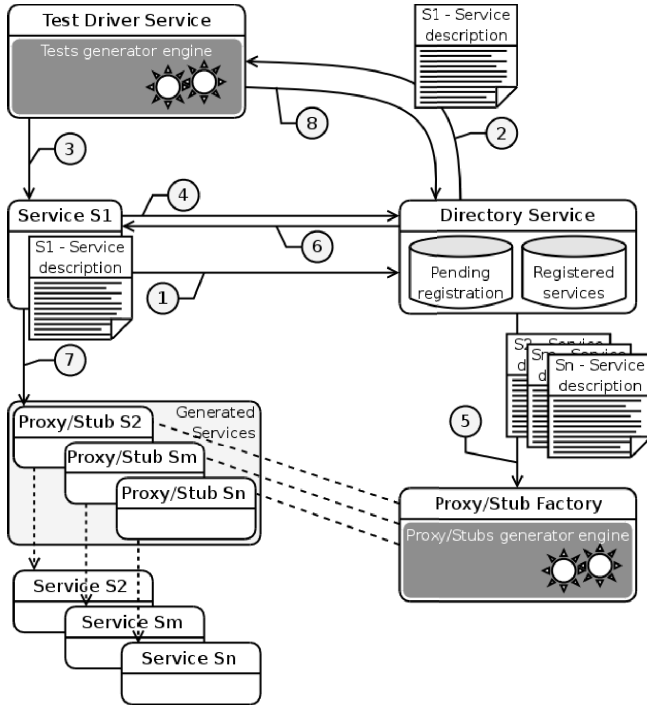 Test Driver Service
Tests generator engine
S1 - Service
description
8
2
3
4
Service S1
Directory Service
6
S1 - Service
description
Pending
registration
Registered
services
1
7
S2 - Service
Sn - Service
description
Generated
Services
Proxy/Stub S2
Proxy/Stub Sm
Proxy/Stub Sn
5
Proxy/Stub Factory
Proxy/Stubs generator engine
Service S2
Service Sm
Service Sn